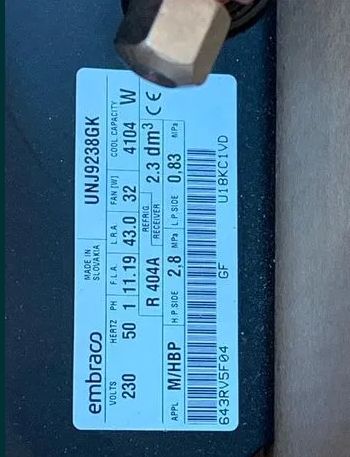 embraco MADE IN SLOVAKIA UNJ9238GK
VOLTS HERTZ PH F.L.A. L.R.A. FAN [W] COOL CAPACITY
230 50 1 11.19 43.0 32 4104 W
APPL M/HBP R 404A REFRIG. RECEIVER 2.3 dm³ CE
H.P.SIDE 2,8 MPa L.P.SIDE 0,83 MPa
643RV5F04 GF U18KC1VD